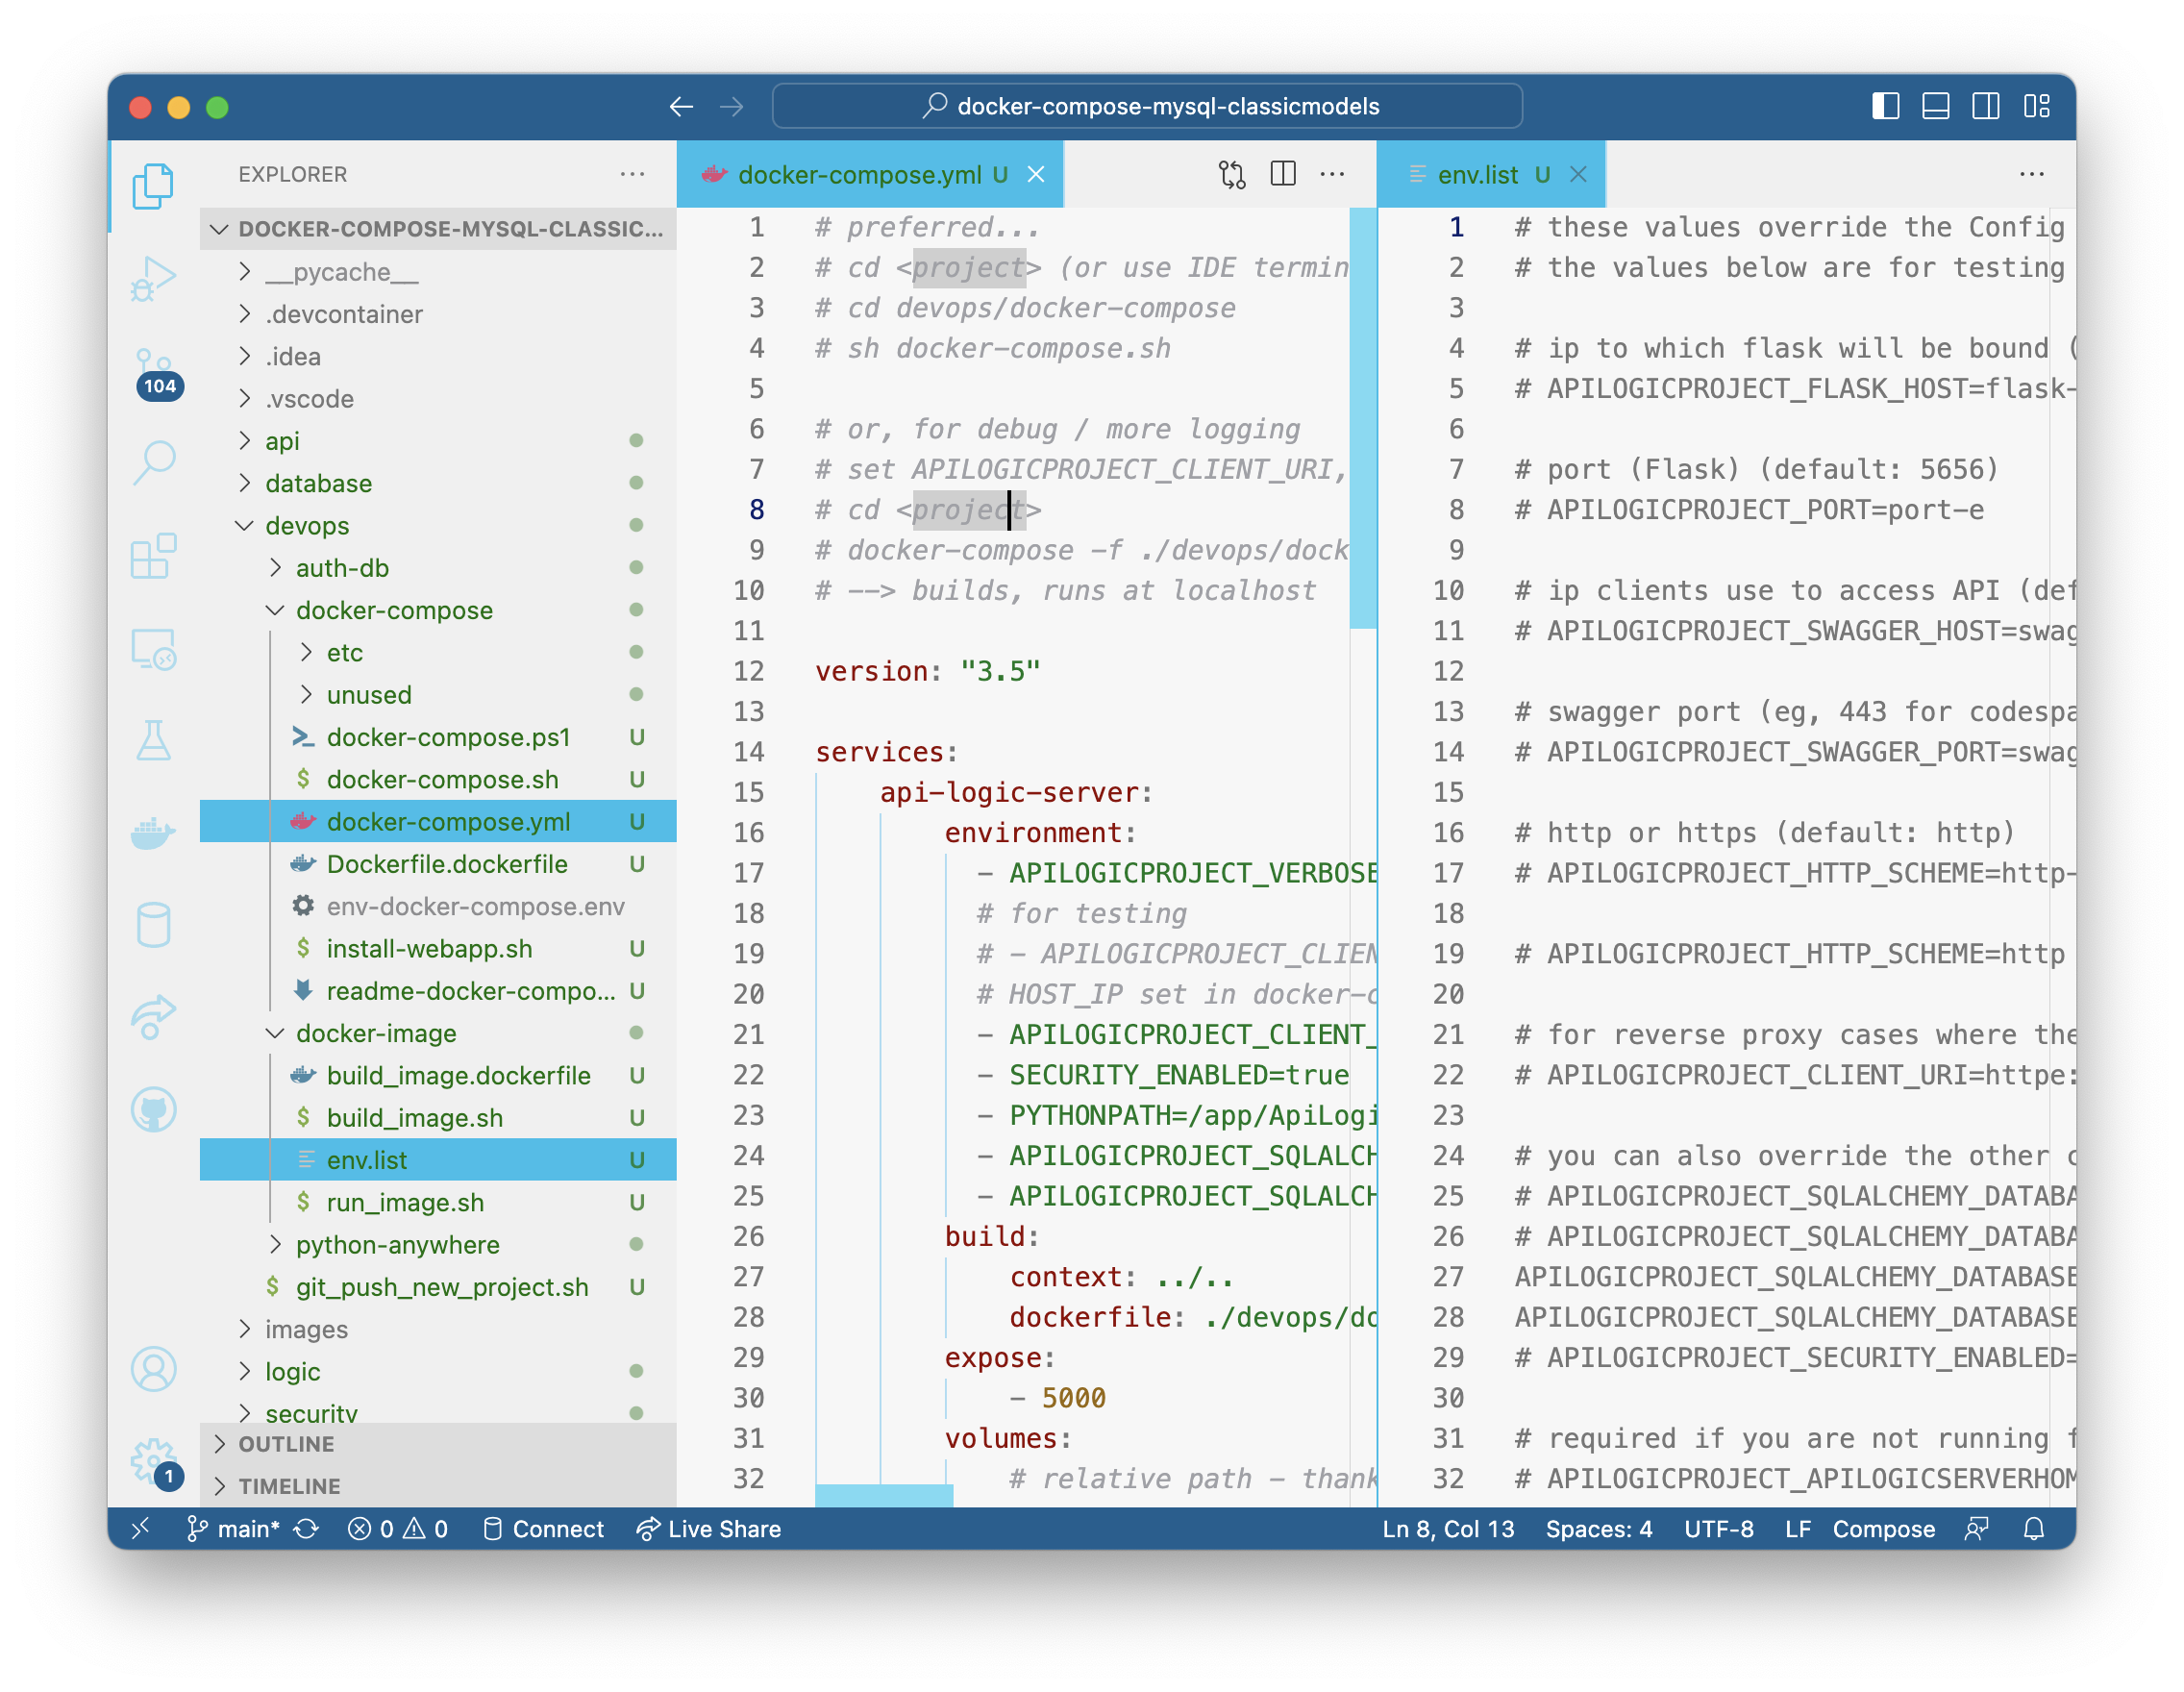 docker-compose-mysql-classicmodels
EXPLORER
DOCKER-COMPOSE-MYSQL-CLASSIC...
__pycache__
.devcontainer
.idea
.vscode
104
api
database
devops
auth-db
docker-compose
etc
unused
docker-compose.ps1 U
docker-compose.sh U
docker-compose.yml U
Dockerfile.dockerfile U
env-docker-compose.env
install-webapp.sh U
readme-docker-compo... U
docker-image
build_image.dockerfile U
build_image.sh U
env.list U
run_image.sh U
python-anywhere
git_push_new_project.sh U
images
logic
security
OUTLINE
1
TIMELINE
docker-compose.yml U
1 # preferred...
2 # cd <project> (or use IDE termin
3 # cd devops/docker-compose
4 # sh docker-compose.sh
5
6 # or, for debug / more logging
7 # set APILOGICPROJECT_CLIENT_URI,
8 # cd <project>
9 # docker-compose -f ./devops/dock
10 # --> builds, runs at localhost
11
12 version: "3.5"
13
14 services:
15 api-logic-server:
16 environment:
17 - APILOGICPROJECT_VERBOSE
18 # for testing
19 # - APILOGICPROJECT_CLIEN
20 # HOST_IP set in docker-c
21 - APILOGICPROJECT_CLIENT_
22 - SECURITY_ENABLED=true
23 - PYTHONPATH=/app/ApiLogi
24 - APILOGICPROJECT_SQLALCH
25 - APILOGICPROJECT_SQLALCH
26 build:
27 context: ../..
28 dockerfile: ./devops/do
29 expose:
30 - 5000
31 volumes:
32 # relative path - thank
env.list U
1 # these values override the Config
2 # the values below are for testing
3
4 # ip to which flask will be bound (
5 # APILOGICPROJECT_FLASK_HOST=flask-
6
7 # port (Flask) (default: 5656)
8 # APILOGICPROJECT_PORT=port-e
9
10 # ip clients use to access API (def
11 # APILOGICPROJECT_SWAGGER_HOST=swag
12
13 # swagger port (eg, 443 for codespa
14 # APILOGICPROJECT_SWAGGER_PORT=swag
15
16 # http or https (default: http)
17 # APILOGICPROJECT_HTTP_SCHEME=http-
18
19 # APILOGICPROJECT_HTTP_SCHEME=http
20
21 # for reverse proxy cases where the
22 # APILOGICPROJECT_CLIENT_URI=httpe:
23
24 # you can also override the other c
25 # APILOGICPROJECT_SQLALCHEMY_DATABA
26 # APILOGICPROJECT_SQLALCHEMY_DATABA
27 APILOGICPROJECT_SQLALCHEMY_DATABASE
28 APILOGICPROJECT_SQLALCHEMY_DATABASE
29 # APILOGICPROJECT_SECURITY_ENABLED=
30
31 # required if you are not running f
32 # APILOGICPROJECT_APILOGICSERVERHOM
main* 0 0 Connect Live Share Ln 8, Col 13 Spaces: 4 UTF-8 LF Compose